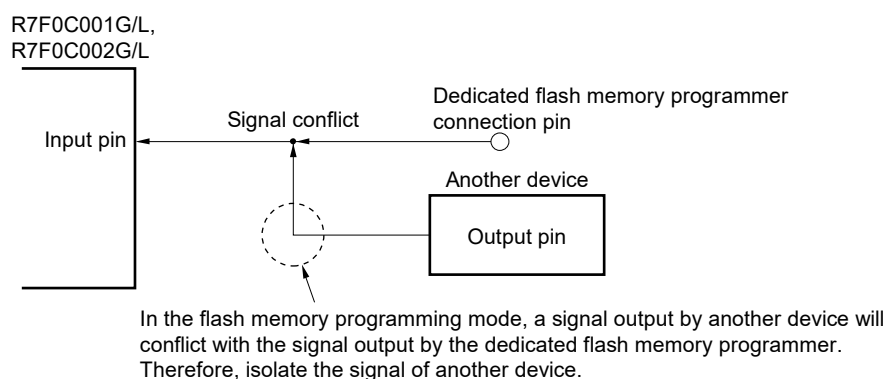 R7F0C001G/L,
R7F0C002G/L
Dedicated flash memory programmer
connection pin
Signal conflict
Input pin
Another device
Output pin
In the flash memory programming mode, a signal output by another device will
conflict with the signal output by the dedicated flash memory programmer.
Therefore, isolate the signal of another device.